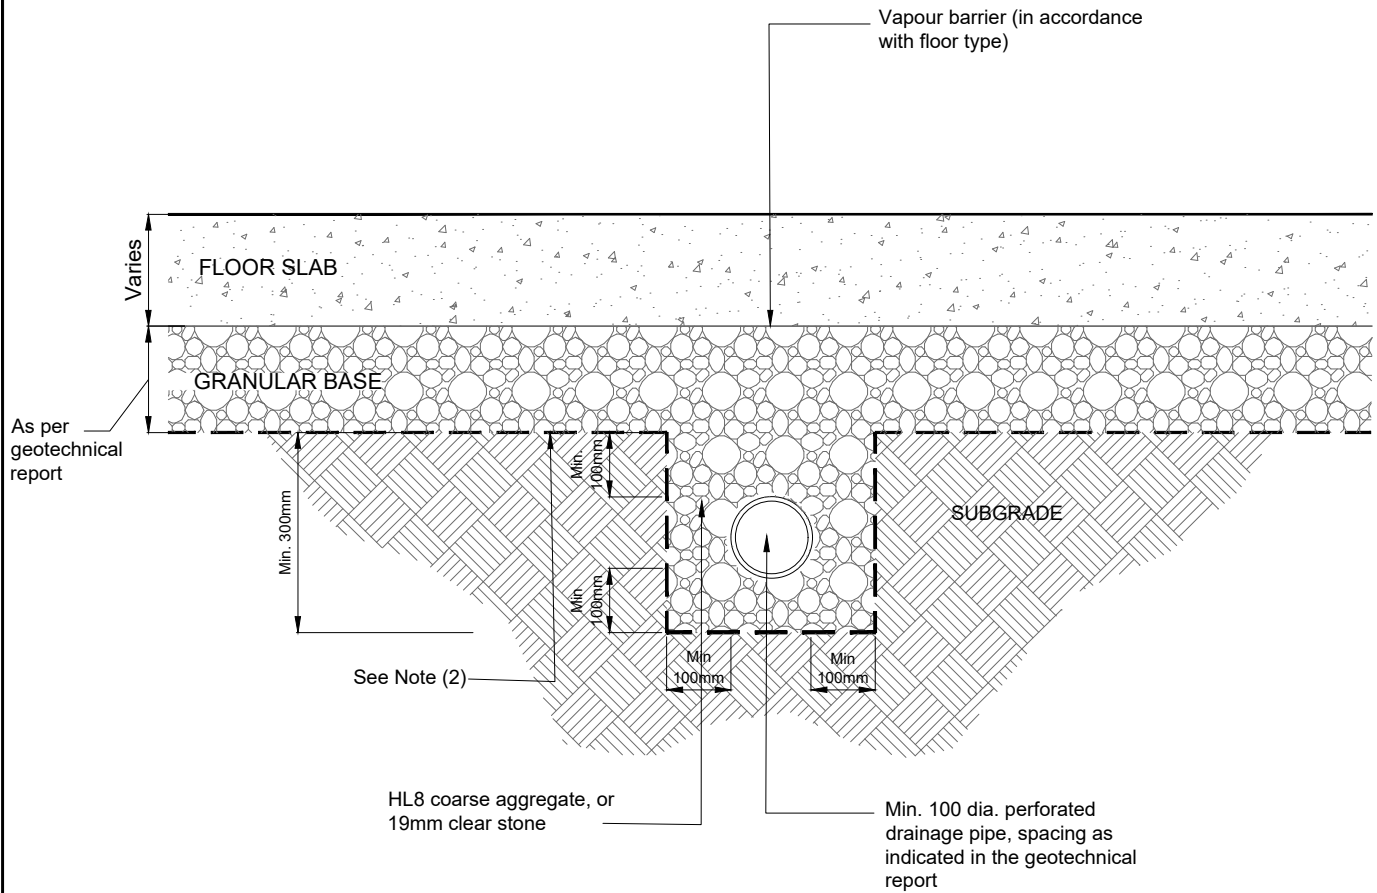 Vapour barrier (in accordance
with floor type)
Varies
FLOOR SLAB
GRANULAR BASE
As per
geotechnical
report
Min.
100mm
Min. 300mm
SUBGRADE
Min
100mm
Min
100mm
Min
100mm
See Note (2)
HL8 coarse aggregate, or
19mm clear stone
Min. 100 dia. perforated
drainage pipe, spacing as
indicated in the geotechnical
report